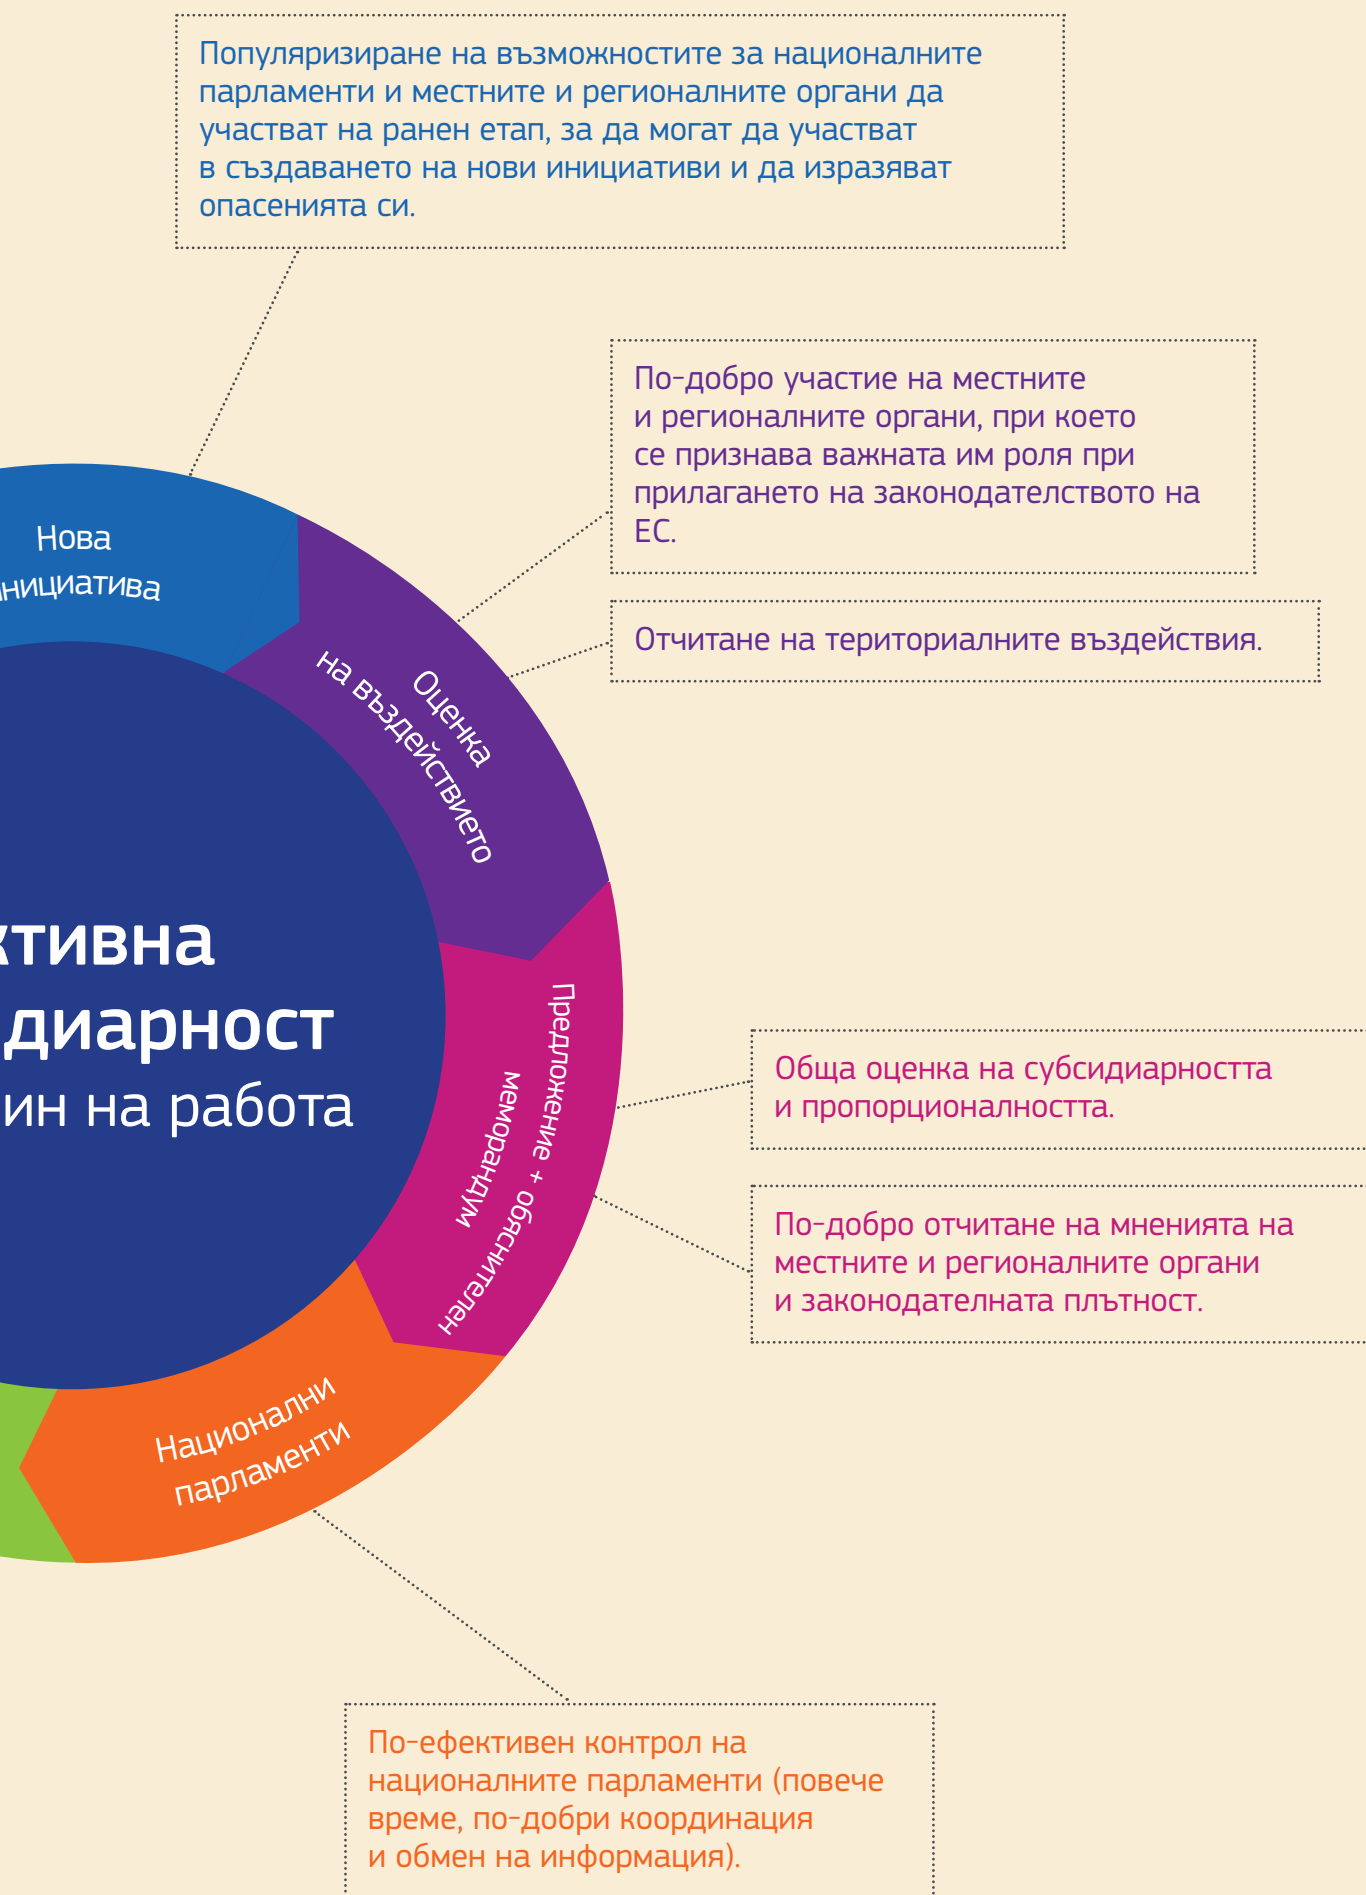 Популяризиране на възможностите за националните
парламенти и местните и регионалните органи да
участват на ранен етап, за да могат да участват
в създаването на нови инициативи и да изразяват
опасенията си.
По-добро участие на местните
и регионалните органи, при което
се признава важната им роля при
прилагането на законодателството на
ЕС.
Отчитане на териториалните въздействия.
Нова
нициатива
Оценка
на въздействието
ктивна
диарност
ин на работа
Предложение + обяснителен
меморандум
Обща оценка на субсидиарността
и пропорционалността.
По-добро отчитане на мненията на
местните и регионалните органи
и законодателната плътност.
Национални
парламенти
По-ефективен контрол на
националните парламенти (повече
време, по-добри координация
и обмен на информация).